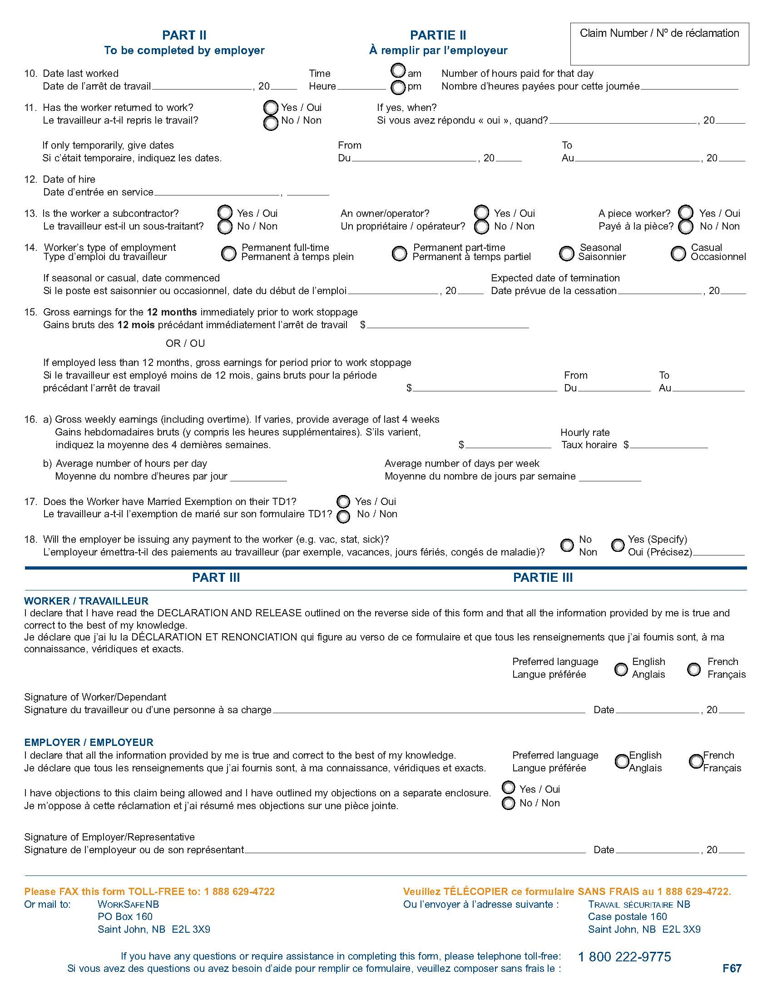 PART II PARTIE II Claim Number / Nº de réclamation
To be completed by employer À remplir par l’employeur
10. Date last worked Time am Number of hours paid for that day
Date de l’arrêt de travail , 20 Heure pm Nombre d’heures payées pour cette journée
11. Has the worker returned to work? Yes / Oui If yes, when?
Le travailleur a-t-il repris le travail? No / Non Si vous avez répondu « oui », quand? , 20
If only temporarily, give dates From To
Si c’était temporaire, indiquez les dates. Du , 20 Au , 20
12. Date of hire
Date d’entrée en service ,
13. Is the worker a subcontractor? Yes / Oui An owner/operator? Yes / Oui A piece worker? Yes / Oui
Le travailleur est-il un sous-traitant? No / Non Un propriétaire / opérateur? No / Non Payé à la pièce? No / Non
14. Worker’s type of employment Permanent full-time Permanent part-time Seasonal Casual
Type d’emploi du travailleur Permanent à temps plein Permanent à temps partiel Saisonnier Occasionnel
If seasonal or casual, date commenced Expected date of termination
Si le poste est saisonnier ou occasionnel, date du début de l’emploi , 20 Date prévue de la cessation , 20
15. Gross earnings for the 12 months immediately prior to work stoppage
Gains bruts des 12 mois précédant immédiatement l’arrêt de travail $
OR / OU
If employed less than 12 months, gross earnings for period prior to work stoppage
Si le travailleur est employé moins de 12 mois, gains bruts pour la période From To
précédant l’arrêt de travail $ Du Au
16. a) Gross weekly earnings (including overtime). If varies, provide average of last 4 weeks
Gains hebdomadaires bruts (y compris les heures supplémentaires). S’ils varient, Hourly rate
indiquez la moyenne des 4 dernières semaines. $ Taux horaire $
b) Average number of hours per day Average number of days per week
Moyenne du nombre d’heures par jour Moyenne du nombre de jours par semaine
17. Does the Worker have Married Exemption on their TD1? Yes / Oui
Le travailleur a-t-il l’exemption de marié sur son formulaire TD1? No / Non
18. Will the employer be issuing any payment to the worker (e.g. vac, stat, sick)? No Yes (Specify)
L’employeur émettra-t-il des paiements au travailleur (par exemple, vacances, jours fériés, congés de maladie)? Non Oui (Précisez)
PART III PARTIE III
WORKER / TRAVAILLEUR
I declare that I have read the DECLARATION AND RELEASE outlined on the reverse side of this form and that all the information provided by me is true and
correct to the best of my knowledge.
Je déclare que j’ai lu la DÉCLARATION ET RENONCIATION qui figure au verso de ce formulaire et que tous les renseignements que j’ai fournis sont, à ma
connaissance, véridiques et exacts.
Preferred language English French
Langue préférée Anglais Français
Signature of Worker/Dependant
Signature du travailleur ou d’une personne à sa charge Date , 20
EMPLOYER / EMPLOYEUR
I declare that all the information provided by me is true and correct to the best of my knowledge. Preferred language English French
Je déclare que tous les renseignements que j’ai fournis sont, à ma connaissance, véridiques et exacts. Langue préférée Anglais Français
I have objections to this claim being allowed and I have outlined my objections on a separate enclosure. Yes / Oui
Je m’oppose à cette réclamation et j’ai résumé mes objections sur une pièce jointe. No / Non
Signature of Employer/Representative
Signature de l’employeur ou de son représentant Date , 20
Please FAX this form TOLL-FREE to: 1 888 629-4722 Veuillez TÉLÉCOPIER ce formulaire SANS FRAIS au 1 888 629-4722.
Or mail to: WORKSAFENB Ou l’envoyer à l’adresse suivante : TRAVAIL SÉCURITAIRE NB
PO Box 160 Case postale 160
Saint John, NB E2L 3X9 Saint John, NB E2L 3X9
If you have any questions or require assistance in completing this form, please telephone toll-free: 1 800 222-9775
Si vous avez des questions ou avez besoin d’aide pour remplir ce formulaire, veuillez composer sans frais le : F67